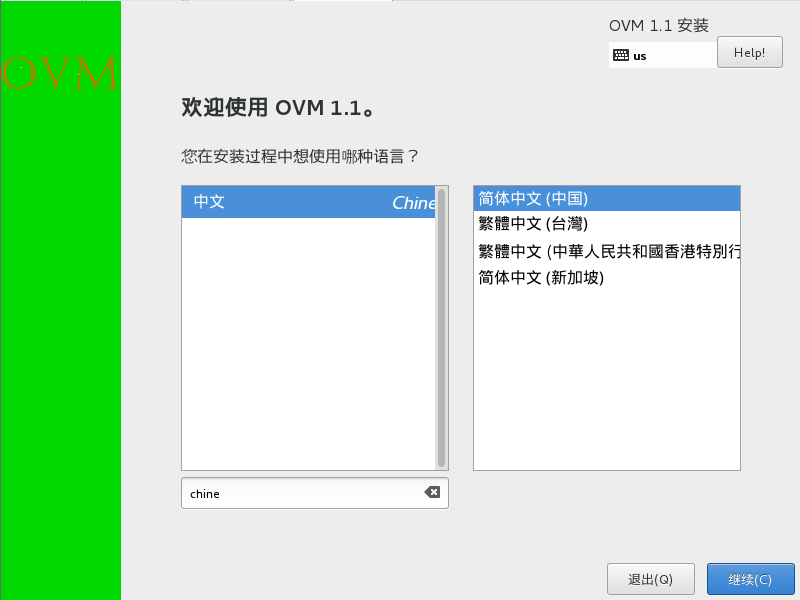 OVM
OVM 1.1 安装
us
Help!
欢迎使用 OVM 1.1。
您在安装过程中想使用哪种语言？
中文 Chine
简体中文 (中国)
繁體中文 (台灣)
繁體中文 (中華人民共和國香港特別行
简体中文 (新加坡)
chine
退出(Q)
继续(C)